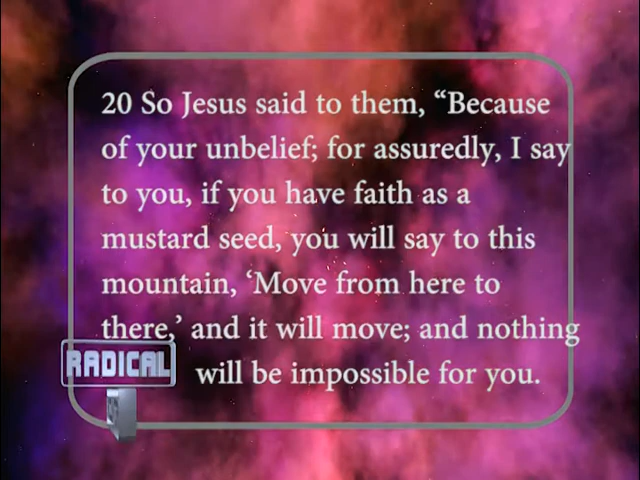 20 So Jesus said to them, “Because
of your unbelief; for assuredly, I say
to you, if you have faith as a
mustard seed, you will say to this
mountain, ‘Move from here to
there,’ and it will move; and nothing
will be impossible for you.
RADICAL